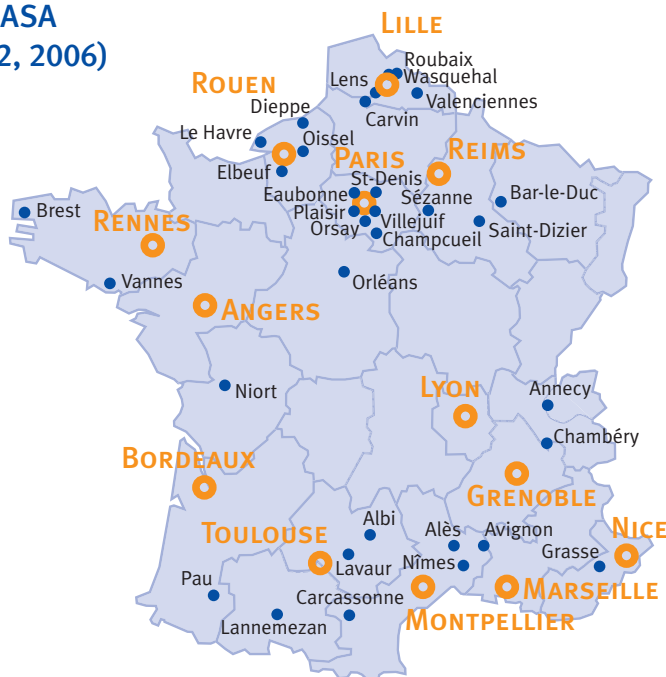 ASA
2, 2006)
LILLE
Roubaix
Lens
Wasquehal
ROUEN
Valenciennes
Dieppe
Carvin
Le Havre
Oissel
PARIS
REIMS
Elbeuf
St-Denis
Eaubonne
Sézanne
Bar-le-Duc
Brest
Plaisir
Villejuif
RENNES
Orsay
Saint-Dizier
Champcueil
Vannes
Orléans
ANGERS
LYON
Annecy
Niort
Chambéry
BORDEAUX
GRENOBLE
Albi
NICE
TOULOUSE
Alès
Avignon
Grasse
Lavaur
Nîmes
Pau
Carcassonne
MARSEILLE
MONTPELLIER
Lannemezan